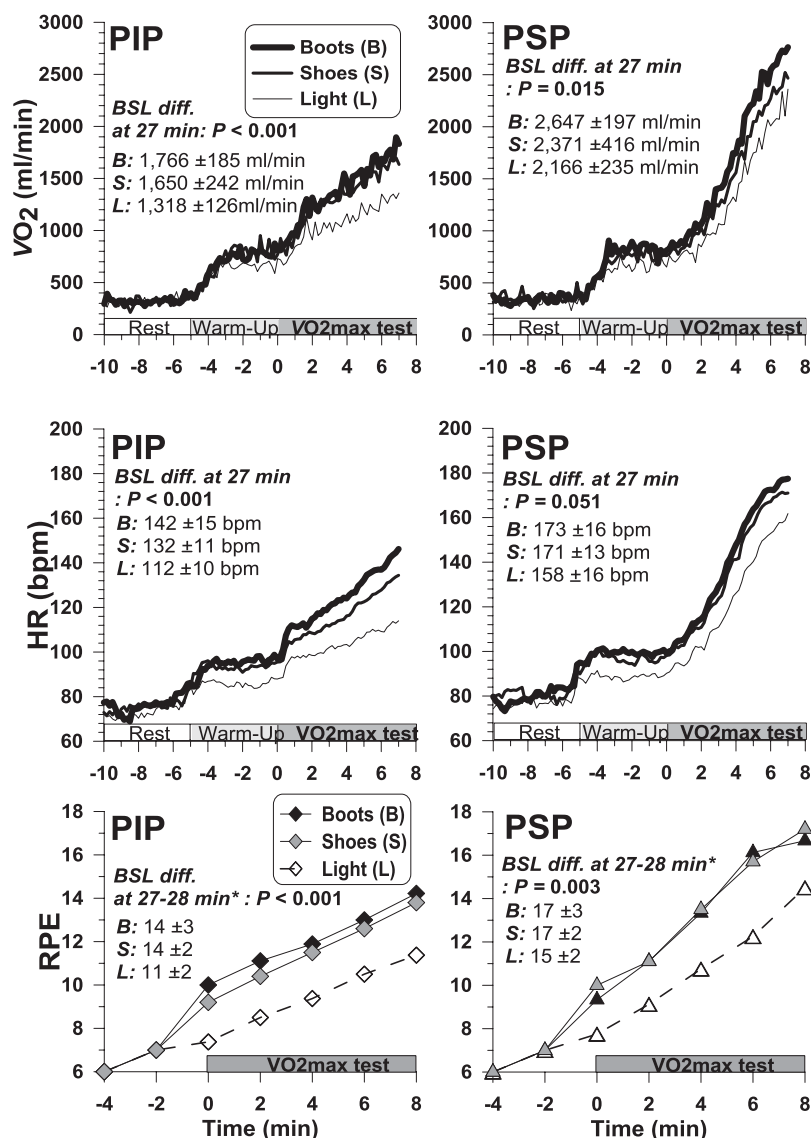 3000
2500
2000
1500
1000
500
0
VO2 (ml/min)
PIP
Boots (B)
Shoes (S)
Light (L)
BSL diff.
at 27 min: P < 0.001
B: 1,766 ±185 ml/min
S: 1,650 ±242 ml/min
L: 1,318 ±126ml/min
Rest Warm-Up VO2max test
-10 -8 -6 -4 -2 0 2 4 6 8
3000
2500
2000
1500
1000
500
0
PSP
BSL diff. at 27 min
: P = 0.015
B: 2,647 ±197 ml/min
S: 2,371 ±416 ml/min
L: 2,166 ±235 ml/min
Rest Warm-Up VO2max test
-10 -8 -6 -4 -2 0 2 4 6 8
200
180
160
140
120
100
80
60
HR (bpm)
PIP
BSL diff. at 27 min
: P < 0.001
B: 142 ±15 bpm
S: 132 ±11 bpm
L: 112 ±10 bpm
Rest Warm-Up VO2max test
-10 -8 -6 -4 -2 0 2 4 6 8
200
180
160
140
120
100
80
60
PSP
BSL diff. at 27 min
: P = 0.051
B: 173 ±16 bpm
S: 171 ±13 bpm
L: 158 ±16 bpm
Rest Warm-Up VO2max test
-10 -8 -6 -4 -2 0 2 4 6 8
18
16
14
12
10
8
6
RPE
PIP
Boots (B)
Shoes (S)
Light (L)
BSL diff.
at 27-28 min* : P < 0.001
B: 14 ±3
S: 14 ±2
L: 11 ±2
VO2max test
-4 -2 0 2 4 6 8
Time (min)
18
16
14
12
10
8
6
PSP
BSL diff. at 27-28 min*
: P = 0.003
B: 17 ±3
S: 17 ±2
L: 15 ±2
VO2max test
-4 -2 0 2 4 6 8
Time (min)